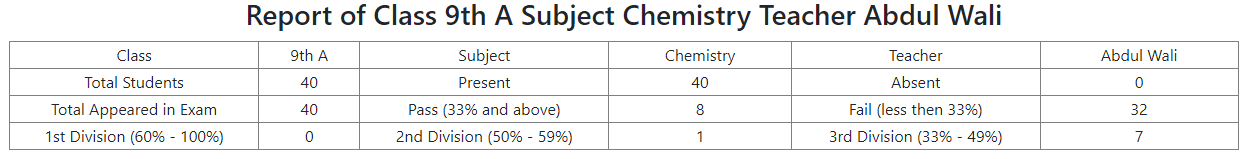 Report of Class 9th A Subject Chemistry Teacher Abdul Wali
Class 9th A Subject Chemistry Teacher Abdul Wali
Total Students 40 Present 40 Absent 0
Total Appeared in Exam 40 Pass (33% and above) 8 Fail (less then 33%) 32
1st Division (60% - 100%) 0 2nd Division (50% - 59%) 1 3rd Division (33% - 49%) 7